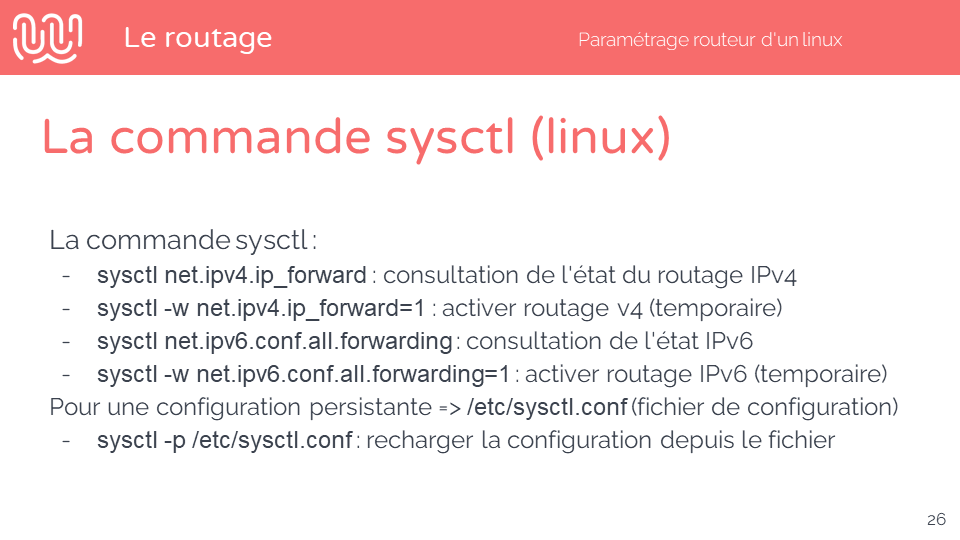 Le routage
Paramétrage routeur d'un linux
La commande sysctl (linux)
La commande sysctl :
- sysctl net.ipv4.ip_forward : consultation de l'état du routage IPv4
- sysctl -w net.ipv4.ip_forward=1 : activer routage v4 (temporaire)
- sysctl net.ipv6.conf.all.forwarding : consultation de l'état IPv6
- sysctl -w net.ipv6.conf.all.forwarding=1 : activer routage IPv6 (temporaire)
Pour une configuration persistante => /etc/sysctl.conf (fichier de configuration)
- sysctl -p /etc/sysctl.conf : recharger la configuration depuis le fichier
26